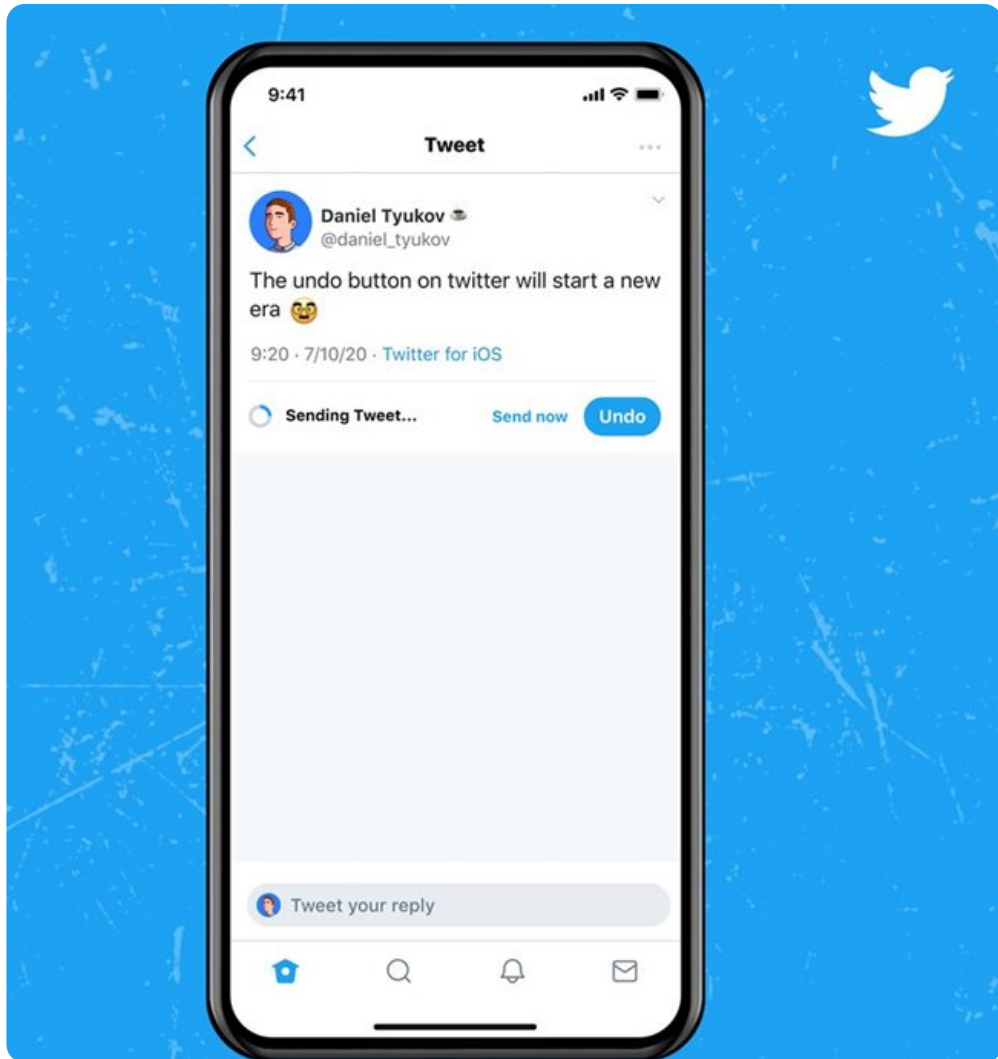 9:41
Tweet
Daniel Tyukov ☕
@daniel_tyukov
The undo button on twitter will start a new
era 🥸
9:20 · 7/10/20 · Twitter for iOS
Sending Tweet... Send now Undo
Tweet your reply